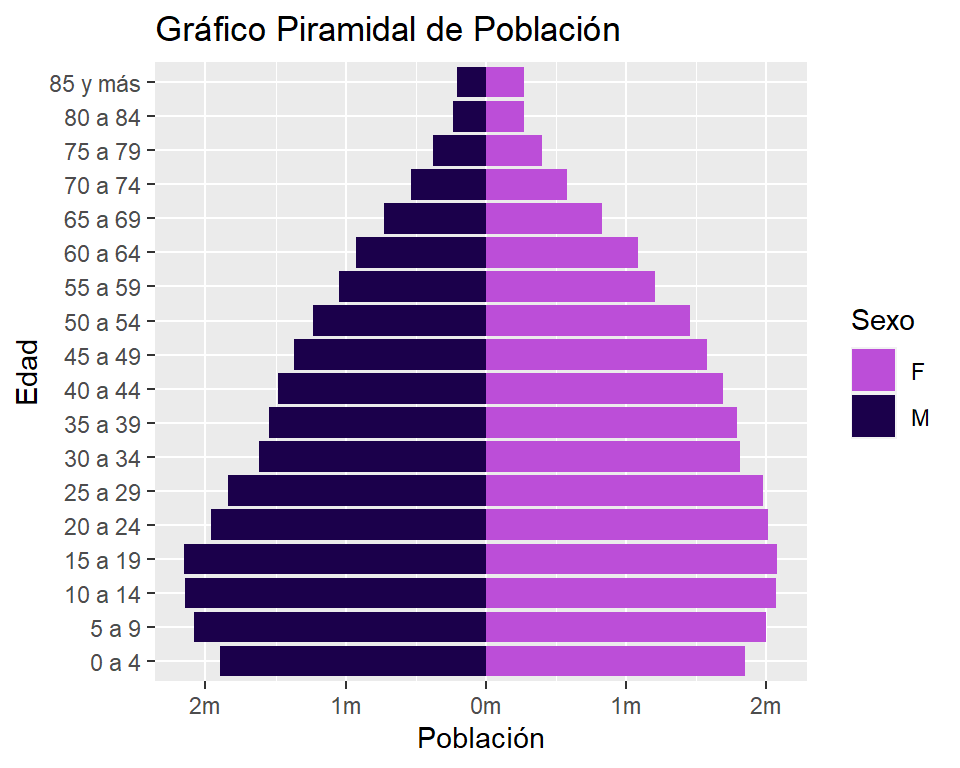 Gráfico Piramidal de Población
85 y más
80 a 84
75 a 79
70 a 74
65 a 69
60 a 64
55 a 59
50 a 54
45 a 49
40 a 44
35 a 39
30 a 34
25 a 29
20 a 24
15 a 19
10 a 14
5 a 9
0 a 4
Edad
2m 1m 0m 1m 2m
Población
Sexo
F
M